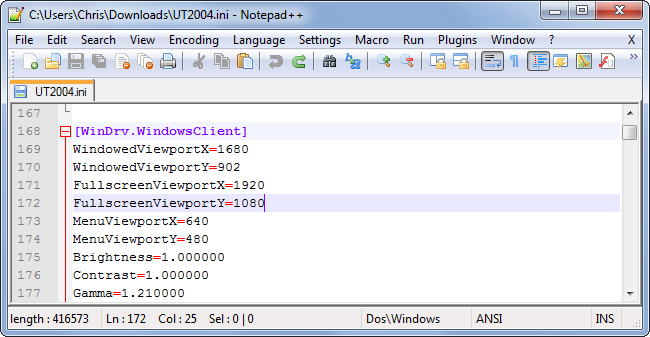 C:\Users\Chris\Downloads\UT2004.ini - Notepad++
File Edit Search View Encoding Language Settings Macro Run Plugins Window ? X
UT2004.ini
167
168 [WinDrv.WindowsClient]
169 WindowedViewportX=1680
170 WindowedViewportY=902
171 FullscreenViewportX=1920
172 FullscreenViewportY=1080
173 MenuViewportX=640
174 MenuViewportY=480
175 Brightness=1.000000
176 Contrast=1.000000
177 Gamma=1.210000
length : 416573 Ln : 172 Col : 25 Sel : 0 | 0 Dos\Windows ANSI INS